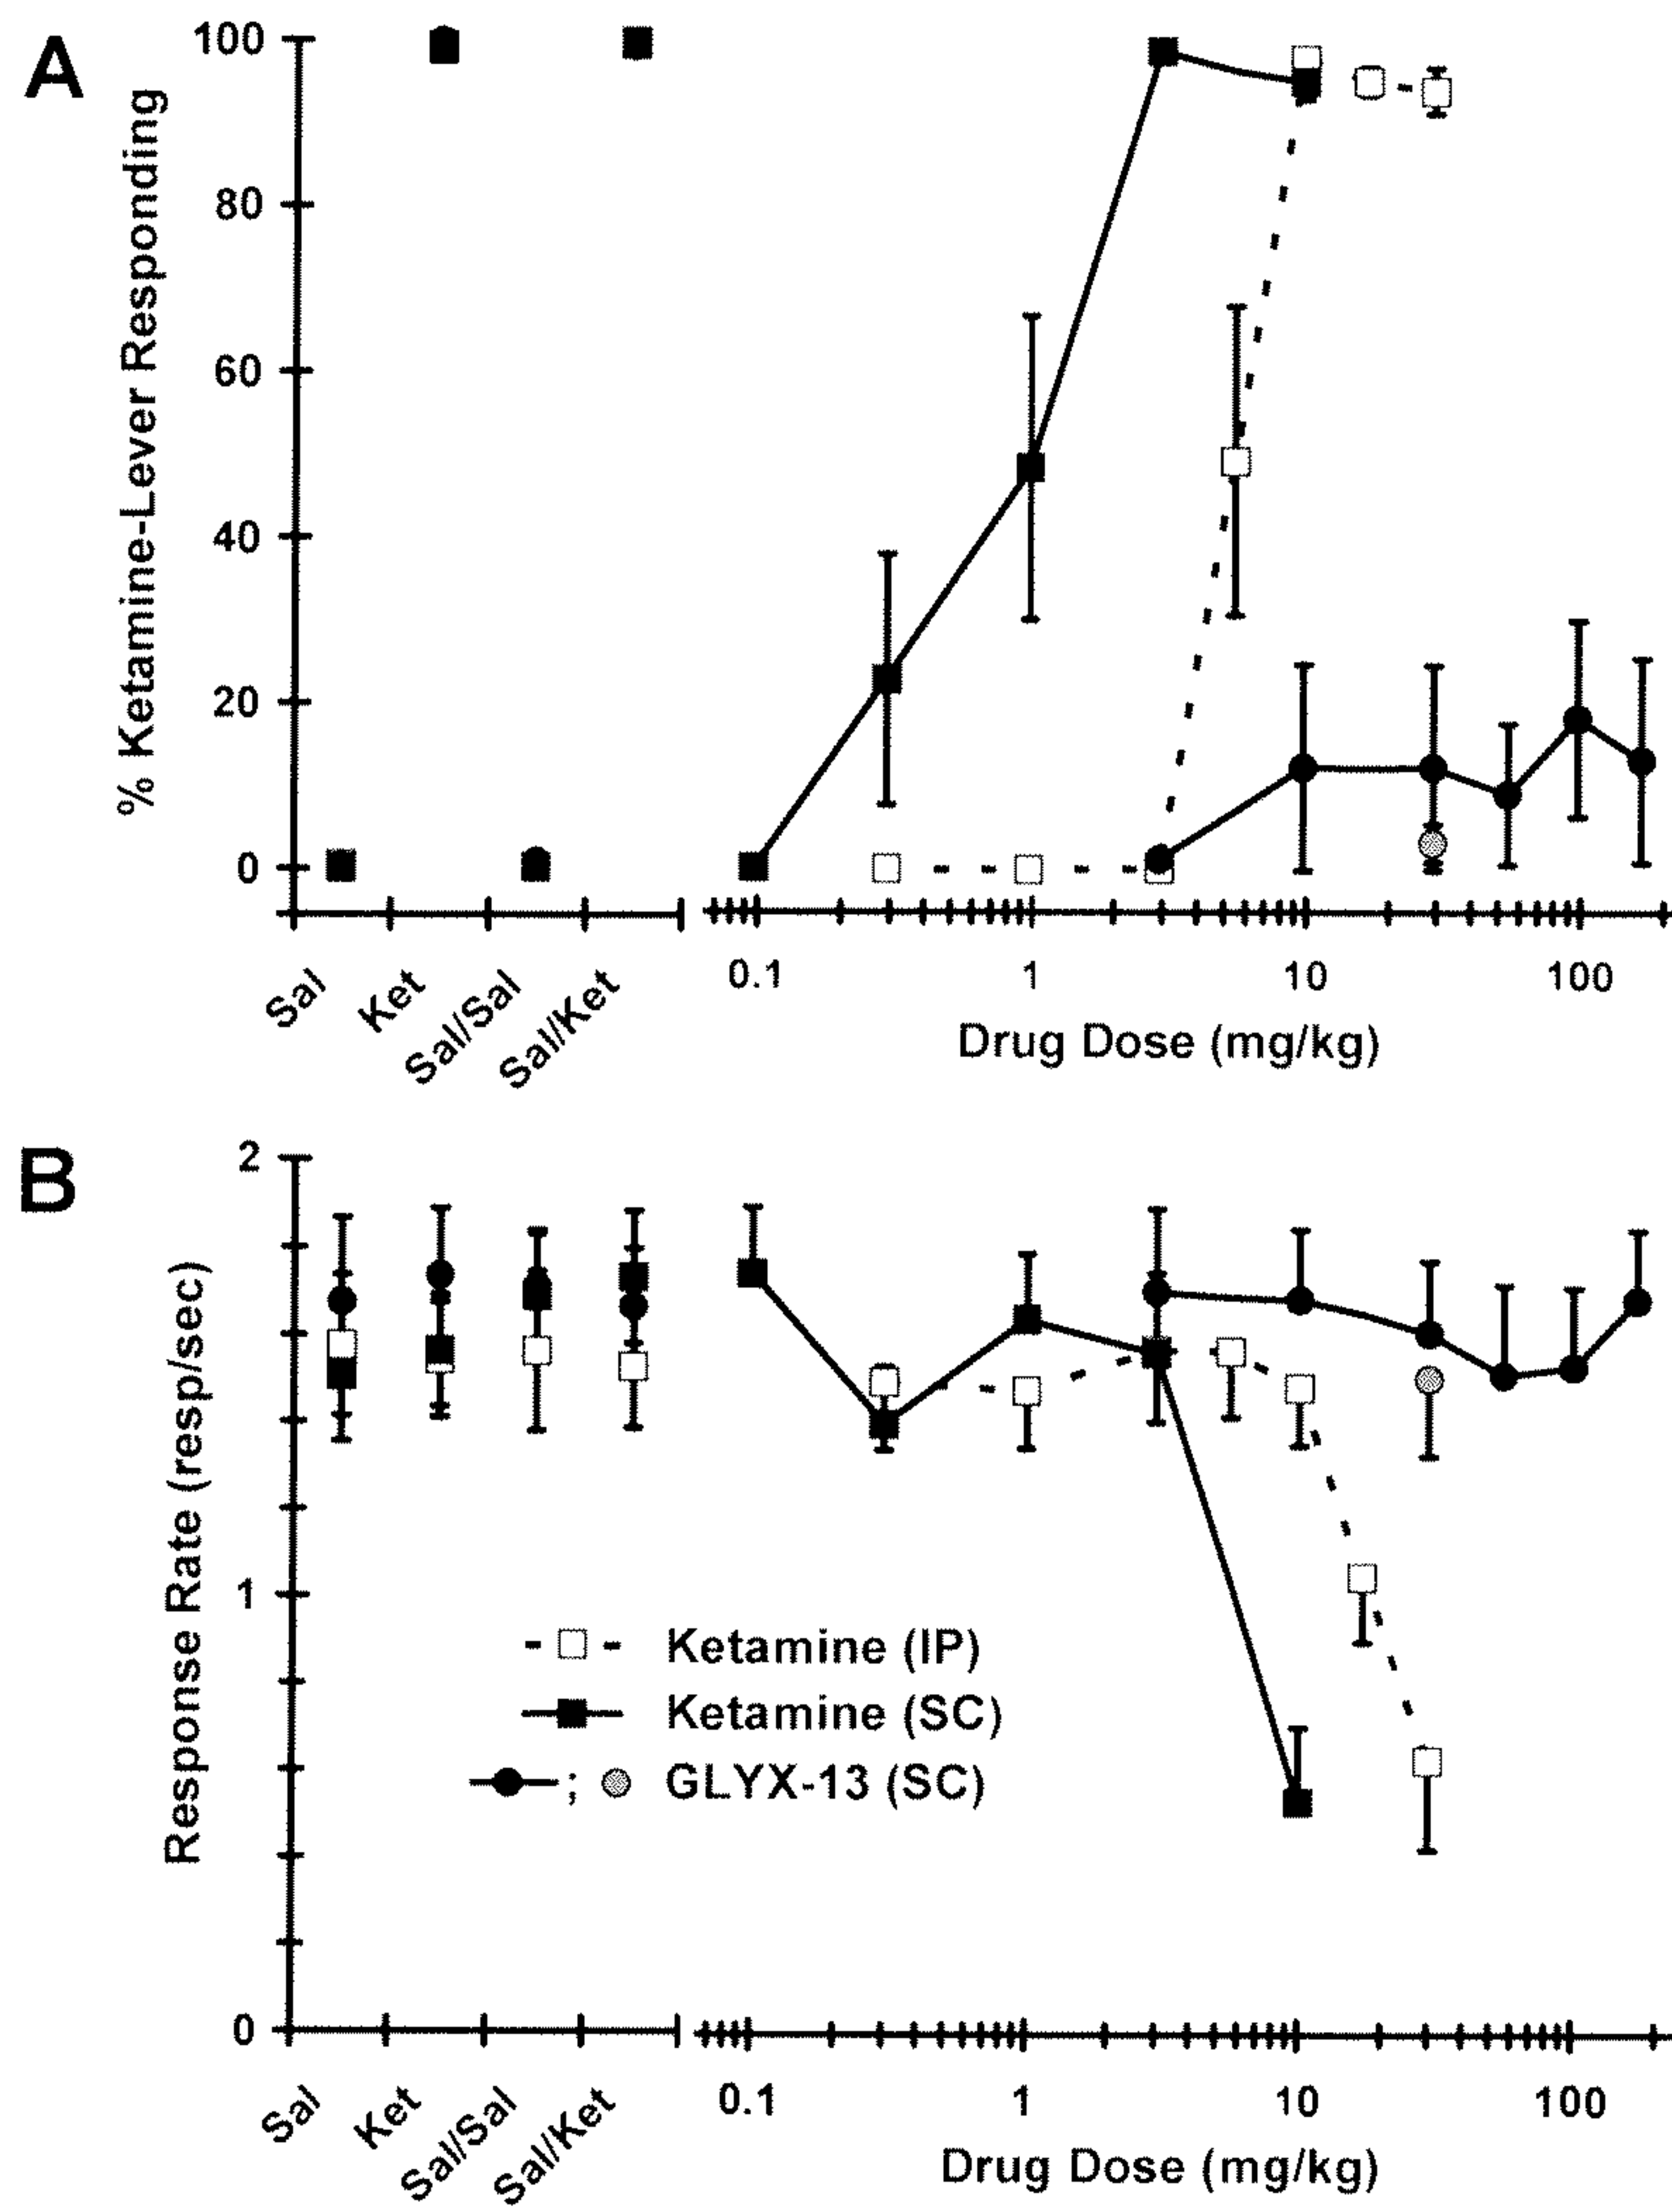 A
% Ketamine-Lever Responding
100
80
60
40
20
0
Sal
Ket
Sal/Sal
Sal/Ket
0.1
1
10
100
Drug Dose (mg/kg)
B
Response Rate (resp/sec)
2
1
0
Ketamine (IP)
Ketamine (SC)
; GLYX-13 (SC)
Sal
Ket
Sal/Sal
Sal/Ket
0.1
1
10
100
Drug Dose (mg/kg)